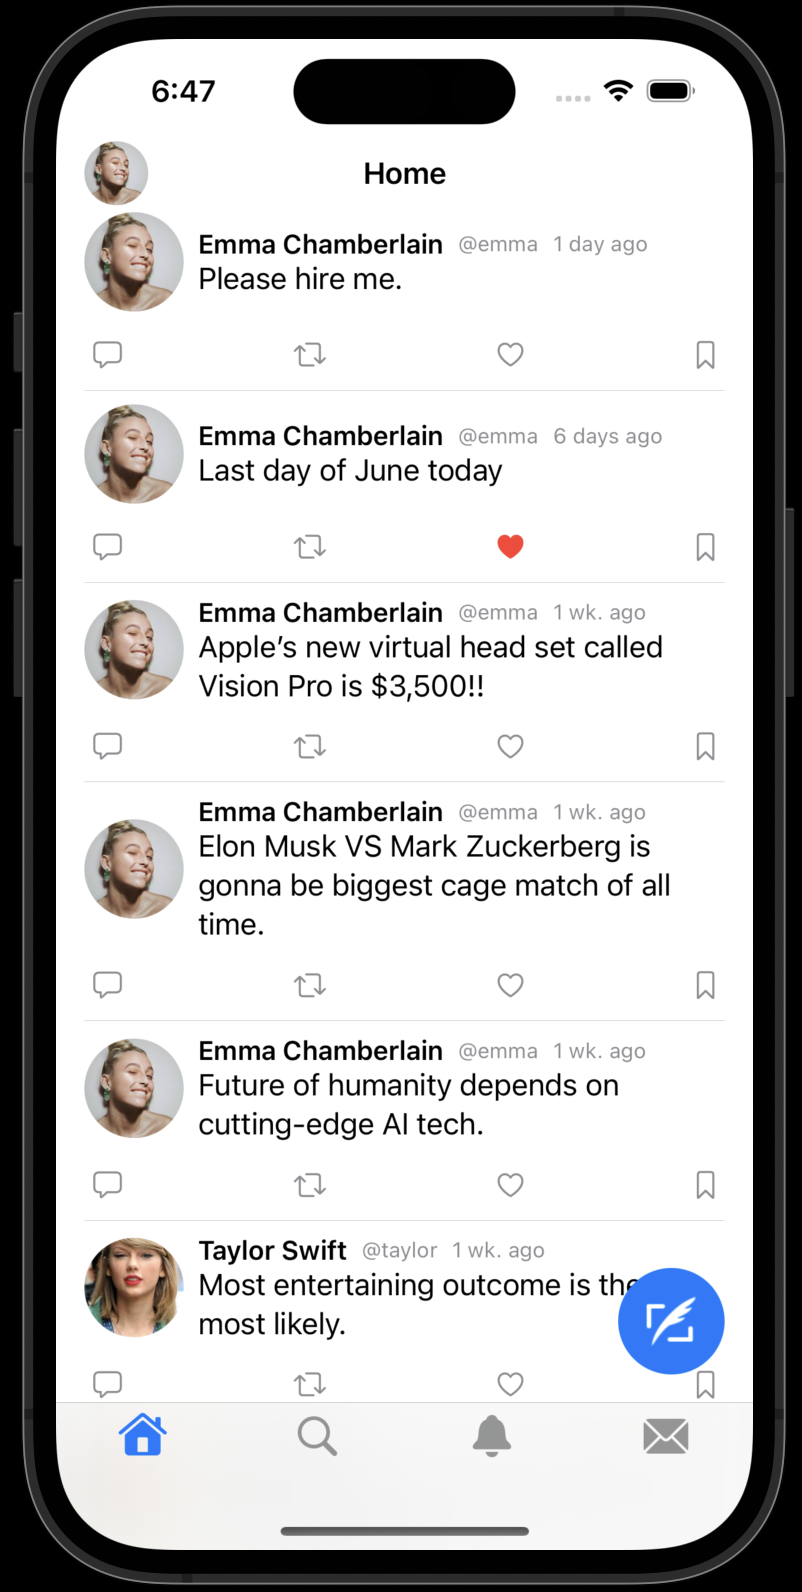 6:47
Home
Emma Chamberlain @emma 1 day ago
Please hire me.
Emma Chamberlain @emma 6 days ago
Last day of June today
Emma Chamberlain @emma 1 wk. ago
Apple’s new virtual head set called
Vision Pro is $3,500!!
Emma Chamberlain @emma 1 wk. ago
Elon Musk VS Mark Zuckerberg is
gonna be biggest cage match of all
time.
Emma Chamberlain @emma 1 wk. ago
Future of humanity depends on
cutting-edge AI tech.
Taylor Swift @taylor 1 wk. ago
Most entertaining outcome is the
most likely.